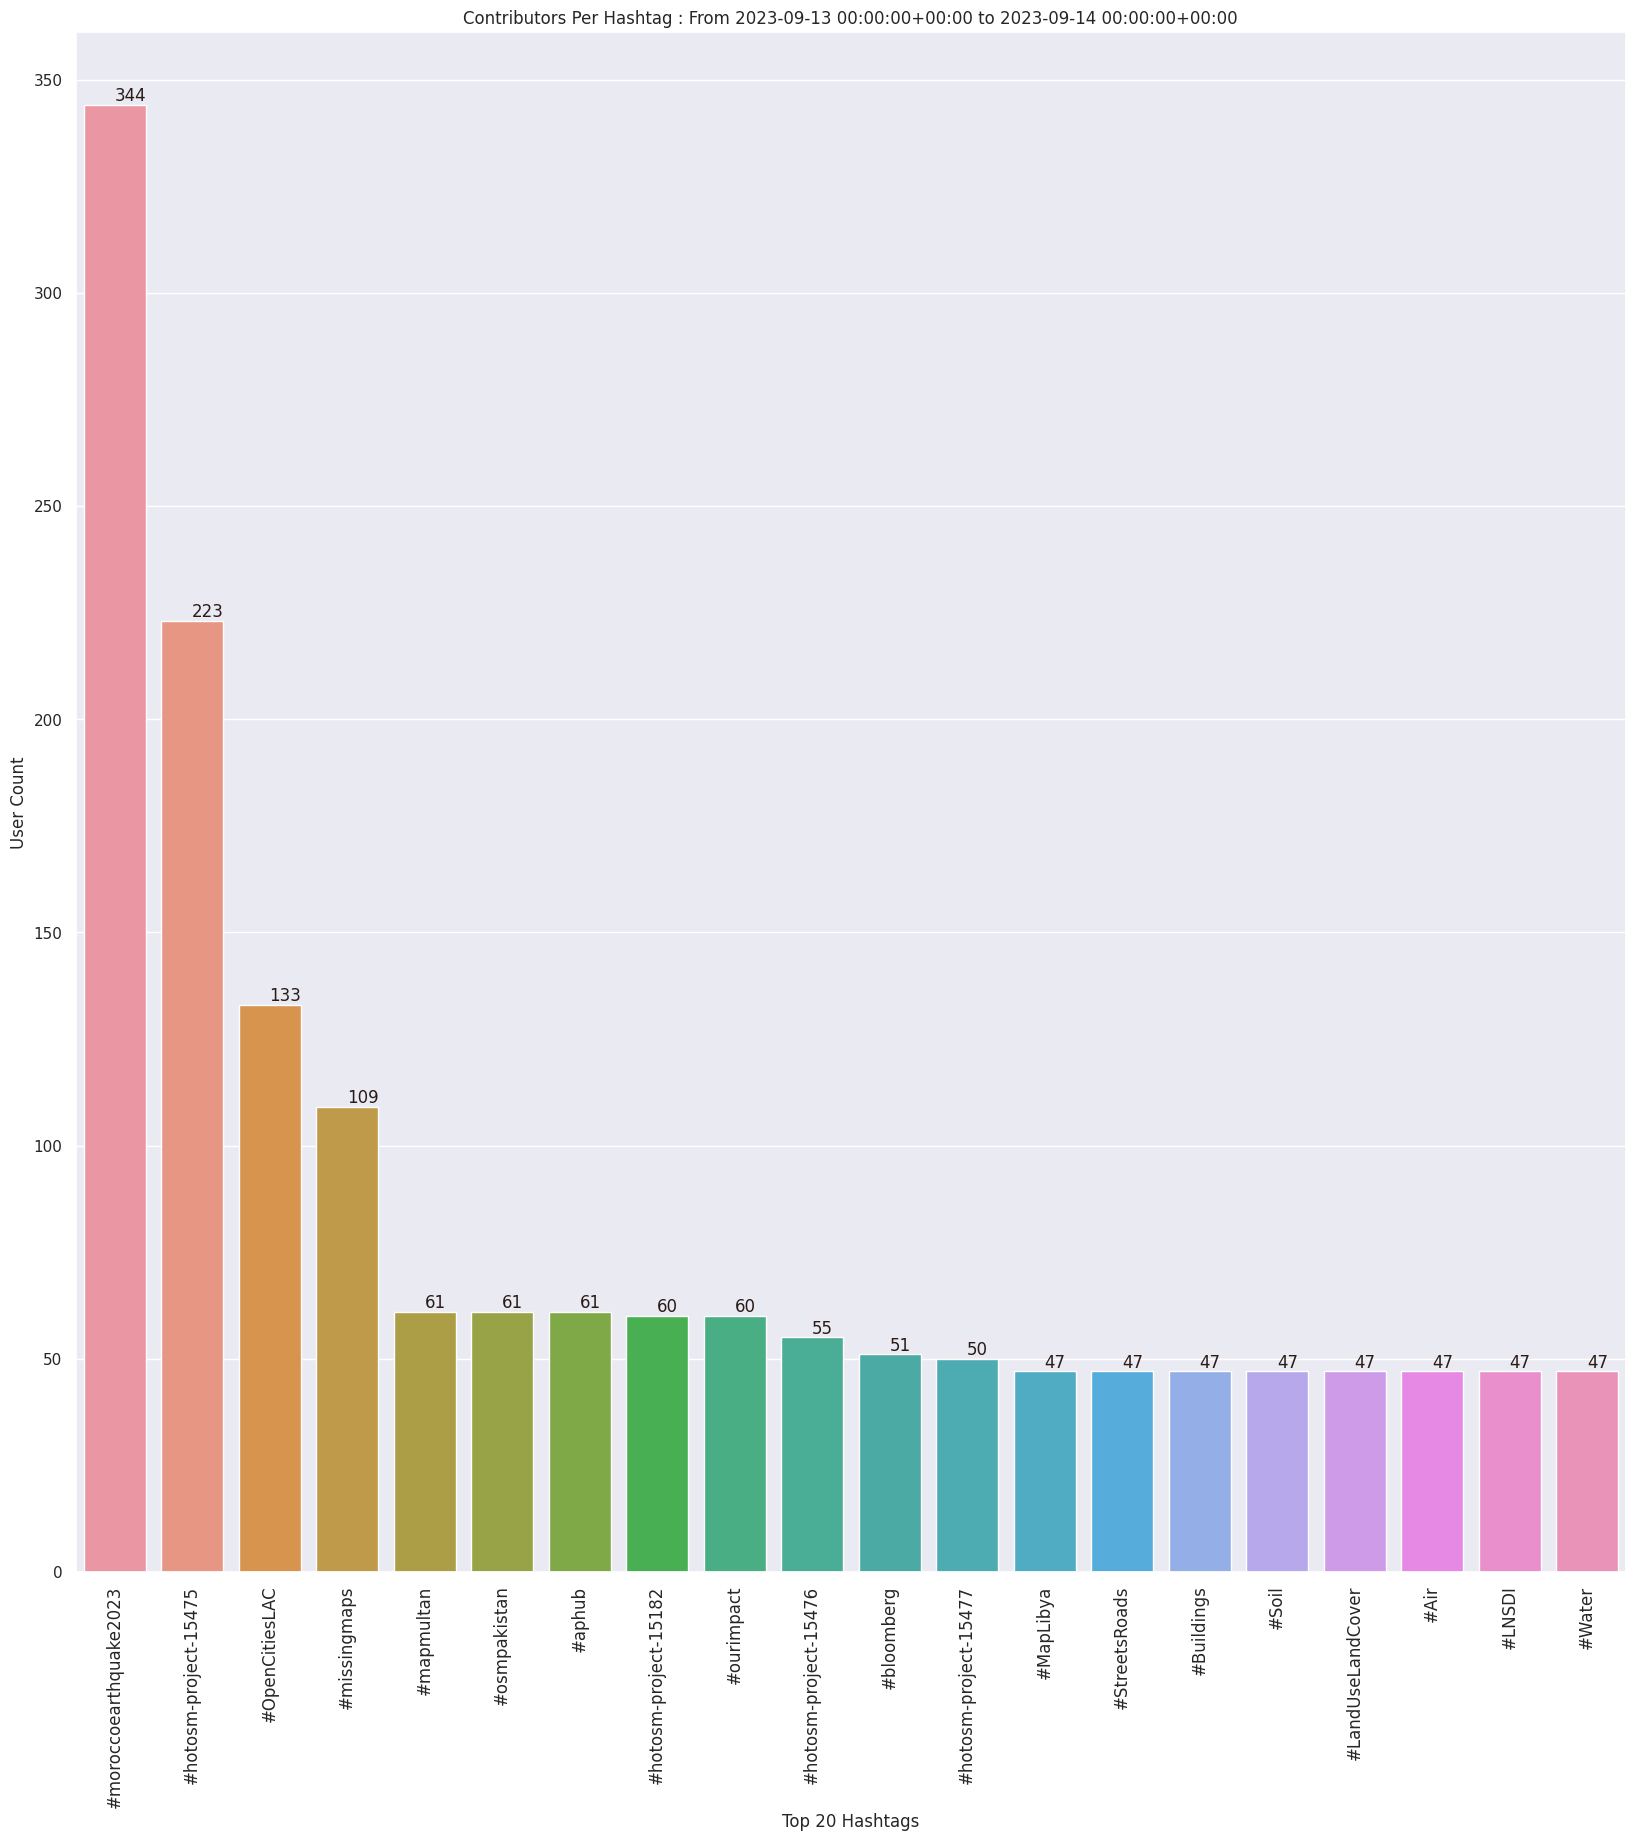 Contributors Per Hashtag : From 2023-09-13 00:00:00+00:00 to 2023-09-14 00:00:00+00:00
User Count
350
300
250
200
150
100
50
0
344
223
133
109
61
61
61
60
60
55
51
50
47
47
47
47
47
47
47
47
#moroccoearthquake2023
#hotosm-project-15475
#OpenCitiesLAC
#missingmaps
#mapmultan
#osmpakistan
#aphub
#hotosm-project-15182
#ourimpact
#hotosm-project-15476
#bloomberg
#hotosm-project-15477
#MapLibya
#StreetsRoads
#Buildings
#Soil
#LandUseLandCover
#Air
#LNSDI
#Water
Top 20 Hashtags